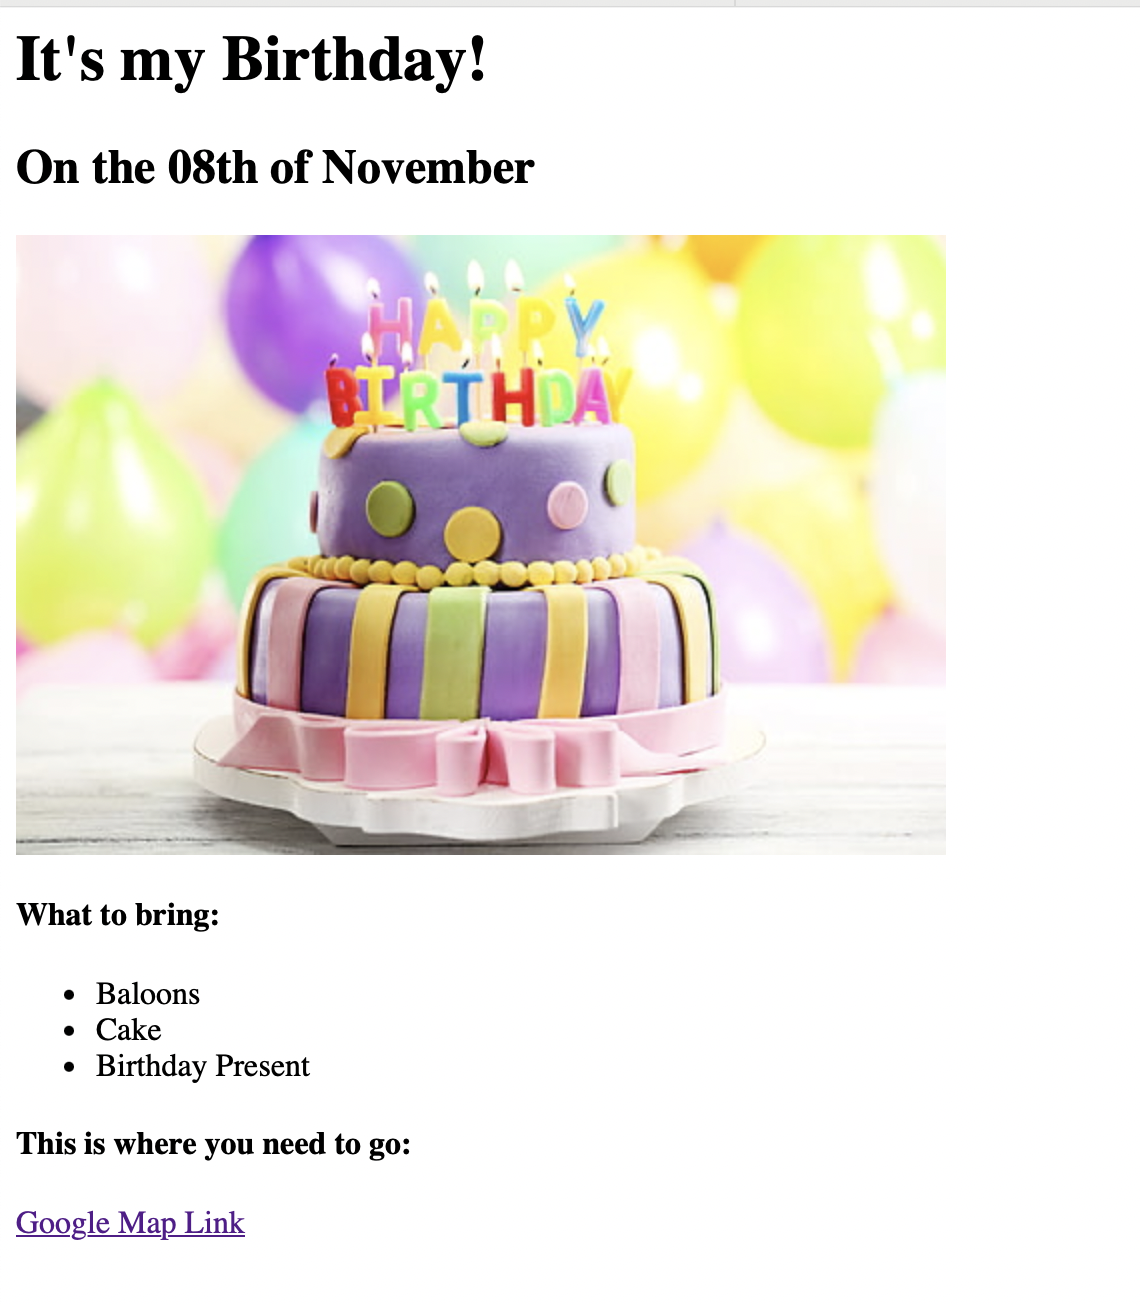 It's my Birthday!
On the 08th of November
HAPPY
BIRTHDAY
What to bring:
Baloons
Cake
Birthday Present
This is where you need to go:
Google Map Link